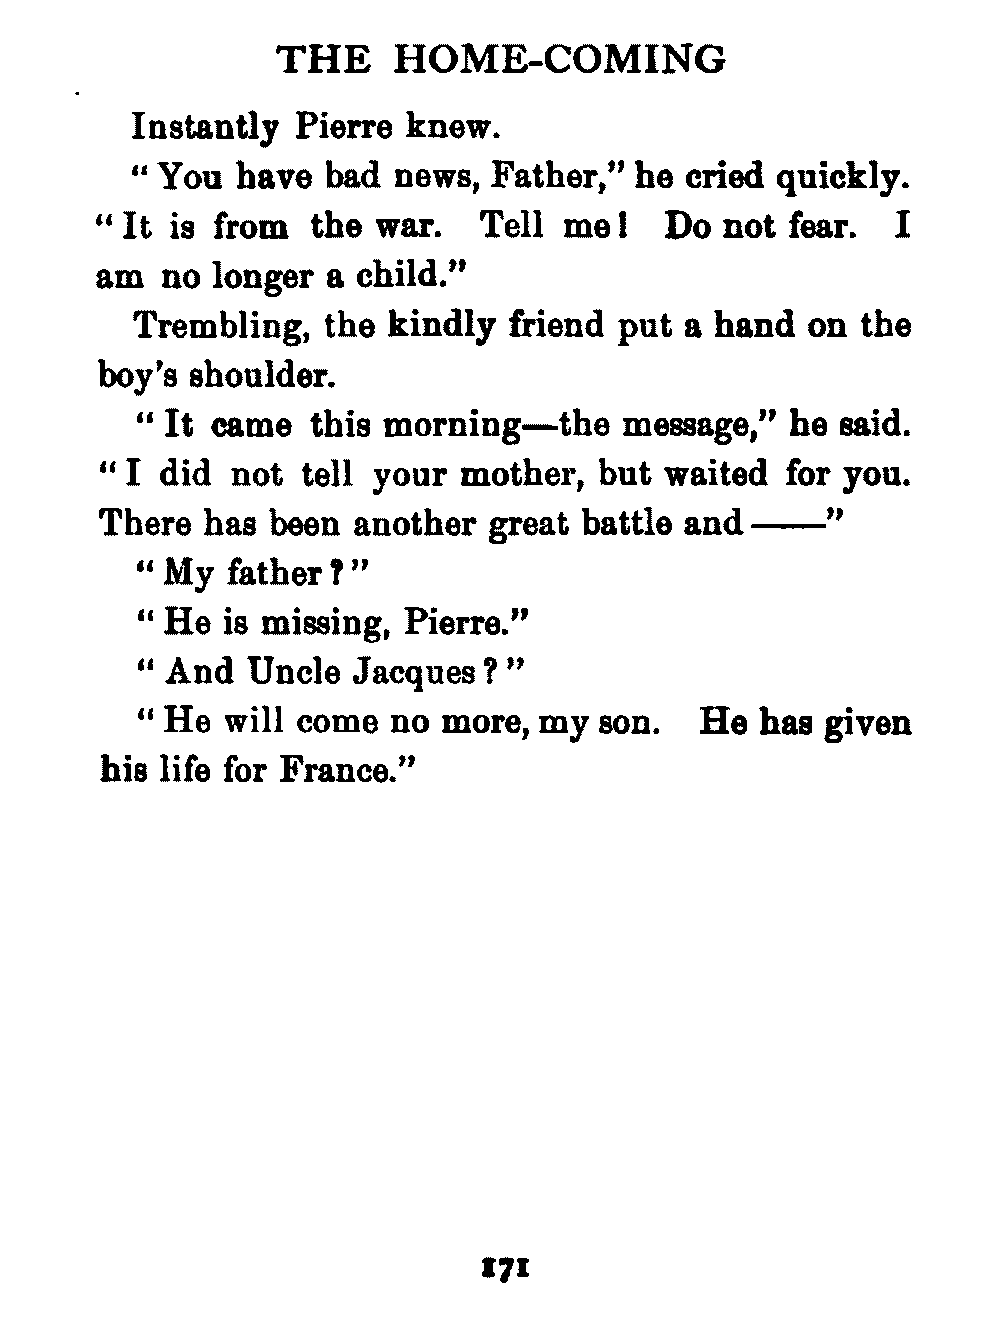 THE HOME-COMING
Instantly Pierre knew.
“You have bad news, Father,” he cried quickly.
“It is from the war. Tell me! Do not fear. I
am no longer a child.”
Trembling, the kindly friend put a hand on the
boy’s shoulder.
“It came this morning—the message,” he said.
“I did not tell your mother, but waited for you.
There has been another great battle and ——”
“My father?”
“He is missing, Pierre.”
“And Uncle Jacques?”
“He will come no more, my son. He has given
his life for France.”
171